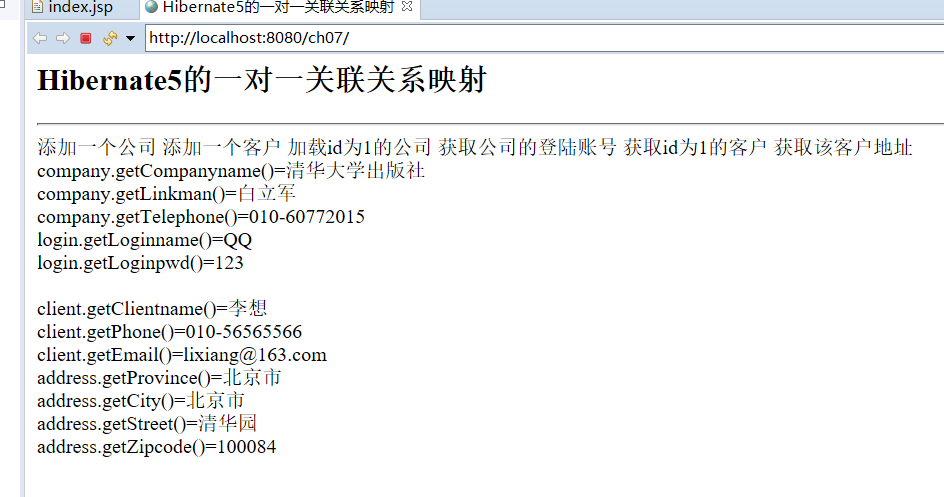 index.jsp Hibernate5的一对一关联关系映射
http://localhost:8080/ch07/
Hibernate5的一对一关联关系映射
添加一个公司 添加一个客户 加载id为1的公司 获取公司的登陆账号 获取id为1的客户 获取该客户地址
company.getCompanyname()=清华大学出版社
company.getLinkman()=白立军
company.getTelephone()=010-60772015
login.getLoginname()=QQ
login.getLoginpwd()=123
client.getClientname()=李想
client.getPhone()=010-56565566
client.getEmail()=lixiang@163.com
address.getProvince()=北京市
address.getCity()=北京市
address.getStreet()=清华园
address.getZipcode()=100084